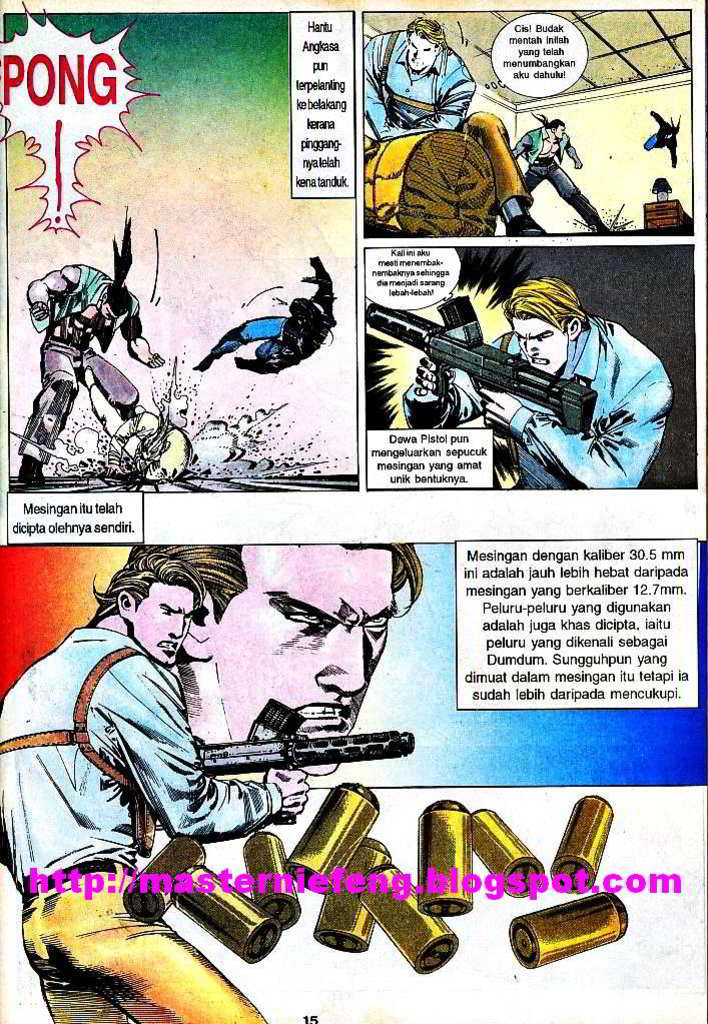 PONG
!
Hantu
Angkasa
pun
terpelanting
ke belakang
kerana
pinggang-
nya telah
kena tanduk.
Cis! Budak
mentah inilah
yang telah
menumbangkan
aku dahulu!
Kali ini aku
mesti menembak-
nembaknya sehingga
dia menjadi sarang
lebah-lebah!
Dewa Pistol pun
mengeluarkan sepucuk
mesingan yang amat
unik bentuknya.
Mesingan itu telah
dicipta olehnya sendiri.
Mesingan dengan kaliber 30.5 mm
ini adalah jauh lebih hebat daripada
mesingan yang berkaliber 12.7mm.
Peluru-peluru yang digunakan
adalah juga khas dicipta, iaitu
peluru yang dikenali sebagai
Dumdum. Sungguhpun yang
dimuat dalam mesingan itu tetapi ia
sudah lebih daripada mencukupi.
http://masterniefeng.blogspot.com
15